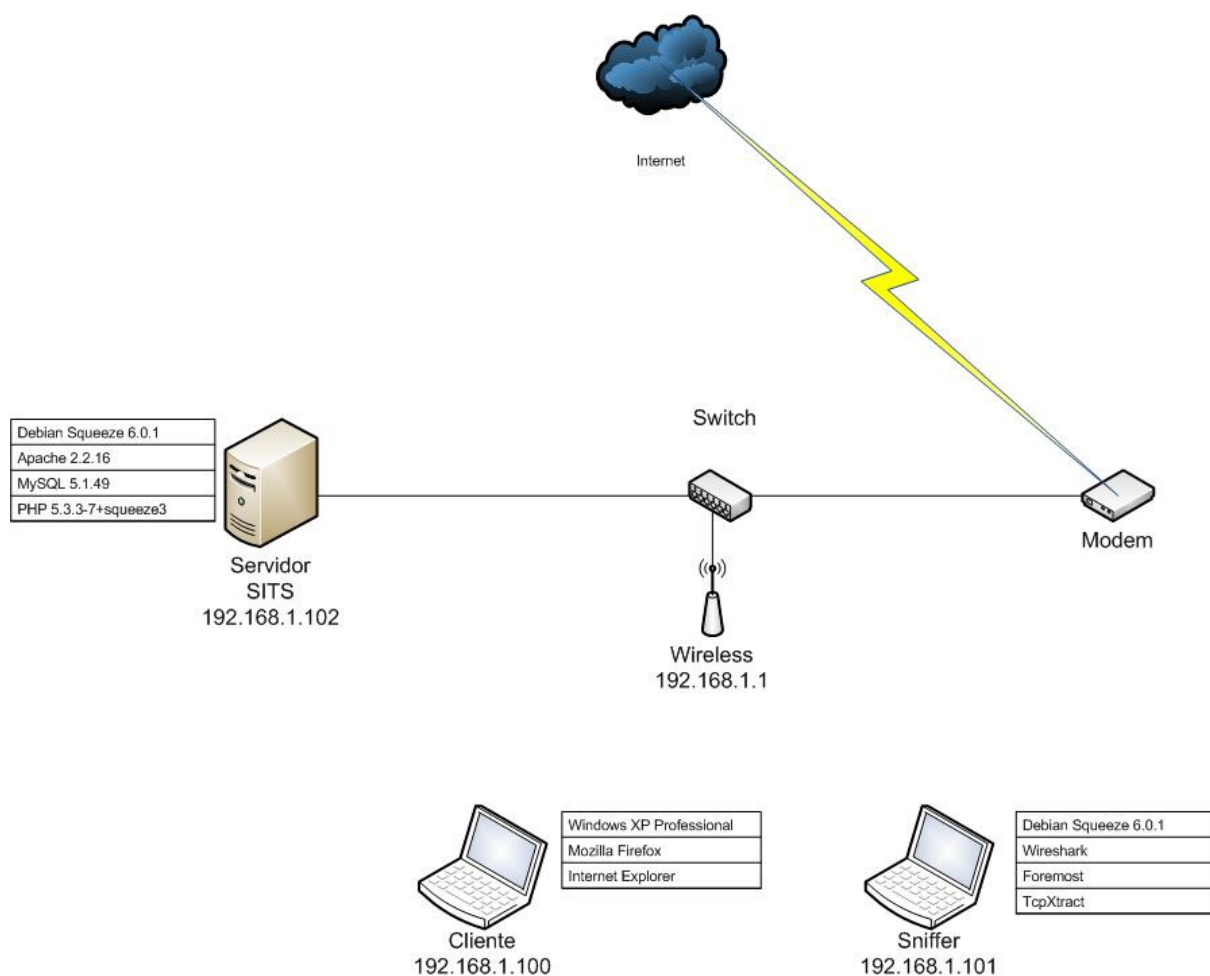 Internet
Switch
Debian Squeeze 6.0.1
Apache 2.2.16
MySQL 5.1.49
PHP 5.3.3-7+squeeze3
Servidor
SITS
192.168.1.102
Modem
Wireless
192.168.1.1
Windows XP Professional
Mozilla Firefox
Internet Explorer
Cliente
192.168.1.100
Debian Squeeze 6.0.1
Wireshark
Foremost
TcpXtract
Sniffer
192.168.1.101